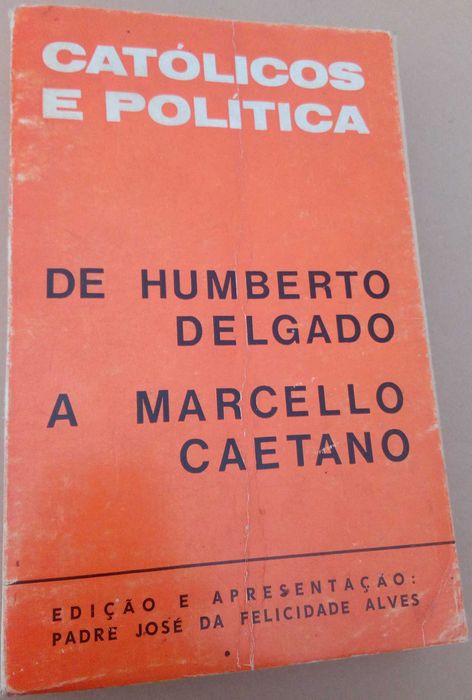 CATÓLICOS
E POLÍTICA
DE HUMBERTO
DELGADO
A MARCELLO
CAETANO
EDIÇÃO E APRESENTAÇÃO:
PADRE JOSÉ DA FELICIDADE ALVES